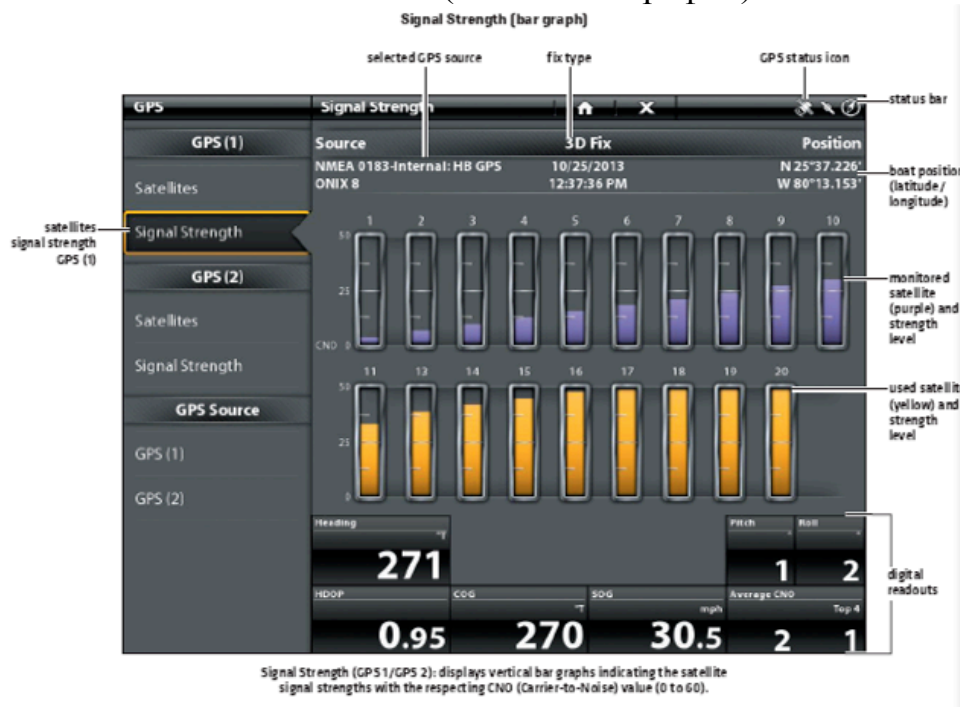 Signal Strength (bar graph)
selected GPS source
fix type
GPS status icon
status bar
GPS
Signal Strength
X
GPS (1)
Source
3D Fix
Position
NMEA 0183-Internal: HB GPS
10/25/2013
N 25°37.226'
ONIX 8
12:37:36 PM
W 80°13.153'
boat position
(latitude /
longitude)
Satellites
Signal Strength
satellites
signal strength
GPS (1)
GPS (2)
Satellites
Signal Strength
GPS Source
GPS (1)
GPS (2)
1 2 3 4 5 6 7 8 9 10
50
25
CNO 0
monitored
satellite
(purple) and
strength
level
11 13 14 15 16 17 18 19 20
50
25
0
used satellit
(yellow) and
strength
level
Heading
°T
271
Pitch
°
1
Roll
°
2
digital
readouts
HDOP
0.95
COG
°T
270
SOG
mph
30.5
Average CNO
Top 4
2 1
Signal Strength (GPS 1/GPS 2): displays vertical bar graphs indicating the satellite
signal strengths with the respecting CNO (Carrier-to-Noise) value (0 to 60).